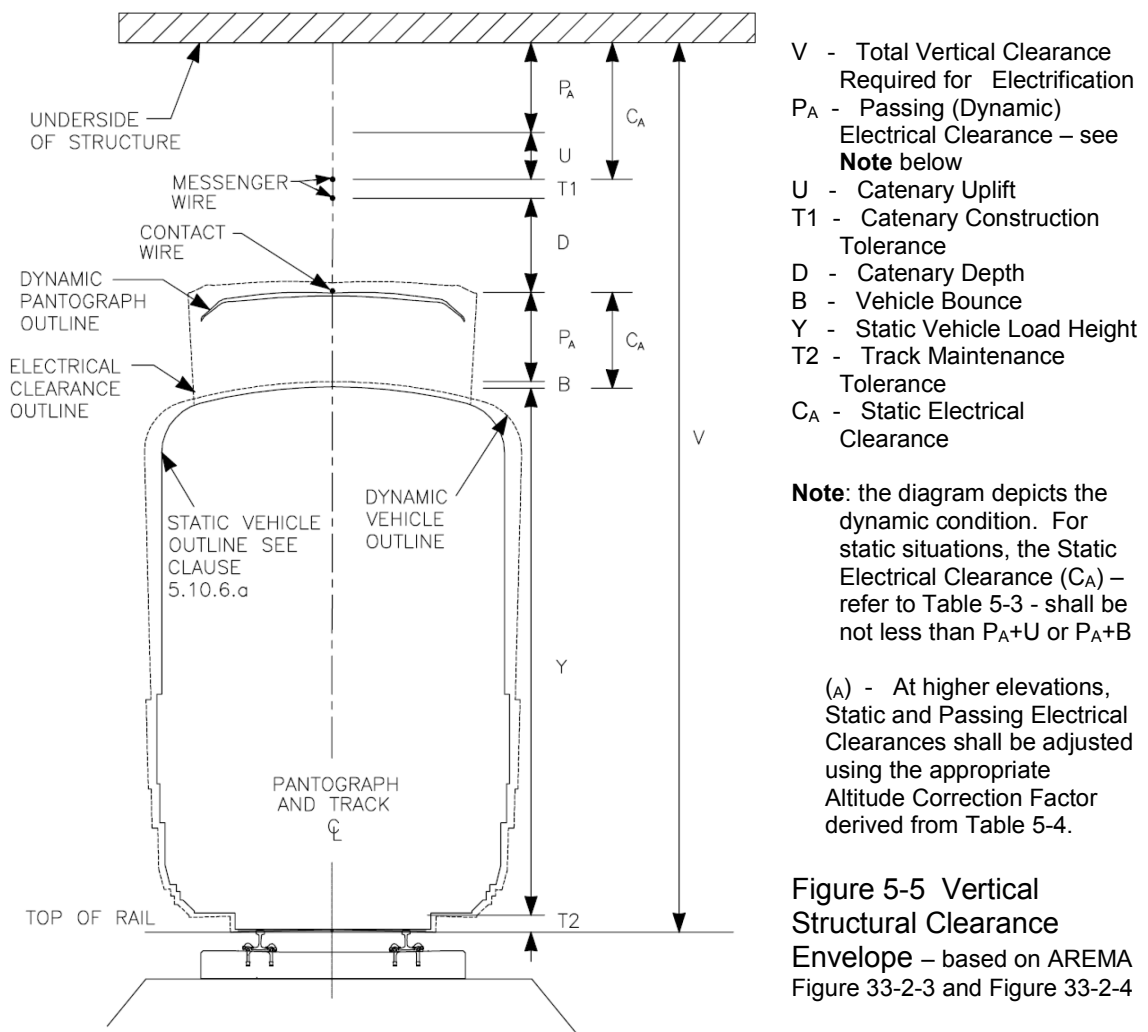 UNDERSIDE
OF STRUCTURE
MESSENGER
WIRE
CONTACT
WIRE
DYNAMIC
PANTOGRAPH
OUTLINE
ELECTRICAL
CLEARANCE
OUTLINE
STATIC VEHICLE
OUTLINE SEE
CLAUSE
5.10.6.a
DYNAMIC
VEHICLE
OUTLINE
PANTOGRAPH
AND TRACK
℄
TOP OF RAIL
PA
CA
U
T1
D
PA
CA
B
V
Y
T2
V - Total Vertical Clearance
Required for Electrification
PA - Passing (Dynamic)
Electrical Clearance – see
Note below
U - Catenary Uplift
T1 - Catenary Construction
Tolerance
D - Catenary Depth
B - Vehicle Bounce
Y - Static Vehicle Load Height
T2 - Track Maintenance
Tolerance
CA - Static Electrical
Clearance
Note: the diagram depicts the
dynamic condition. For
static situations, the Static
Electrical Clearance (CA) –
refer to Table 5-3 - shall be
not less than PA+U or PA+B
(A) - At higher elevations,
Static and Passing Electrical
Clearances shall be adjusted
using the appropriate
Altitude Correction Factor
derived from Table 5-4.
Figure 5-5 Vertical
Structural Clearance
Envelope – based on AREMA
Figure 33-2-3 and Figure 33-2-4